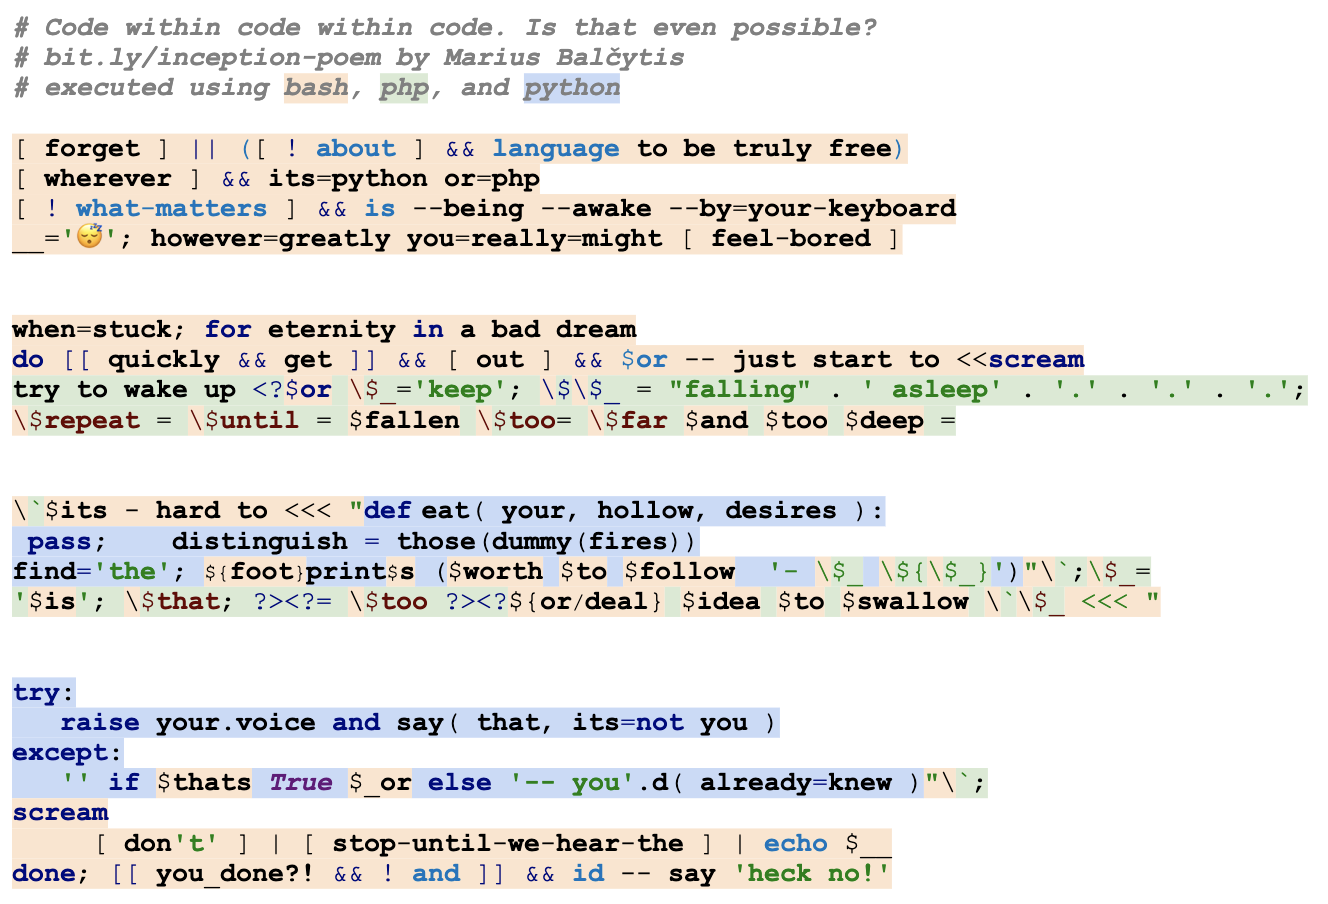 # Code within code within code. Is that even possible?
# bit.ly/inception-poem by Marius Balčytis
# executed using bash, php, and python
[ forget ] || ([ ! about ] && language to be truly free)
[ wherever ] && its=python or=php
[ ! what-matters ] && is --being --awake --by=your-keyboard
__='😴'; however=greatly you=really=might [ feel-bored ]
when=stuck; for eternity in a bad dream
do [[ quickly && get ]] && [ out ] && $or -- just start to <<scream
try to wake up <?$or \$_='keep'; \$\$_ = "falling" . ' asleep' . '.' . '.' . '.';
\$repeat = \$until = $fallen \$too= \$far $and $too $deep =
\`$its - hard to <<< "def eat( your, hollow, desires ):
 pass;    distinguish = those(dummy(fires))
find='the'; ${foot}print$s ($worth $to $follow  '- \$_ \${\$_}')"\`;\$_=
'$is'; \$that; ?><?= \$too ?><?${or/deal} $idea $to $swallow \`\$_ <<< "
try:
   raise your.voice and say( that, its=not you )
except:
   '' if $thats True $_or else '-- you'.d( already=knew )"\`;
scream
     [ don't' ] | [ stop-until-we-hear-the ] | echo $__
done; [[ you_done?! && ! and ]] && id -- say 'heck no!'